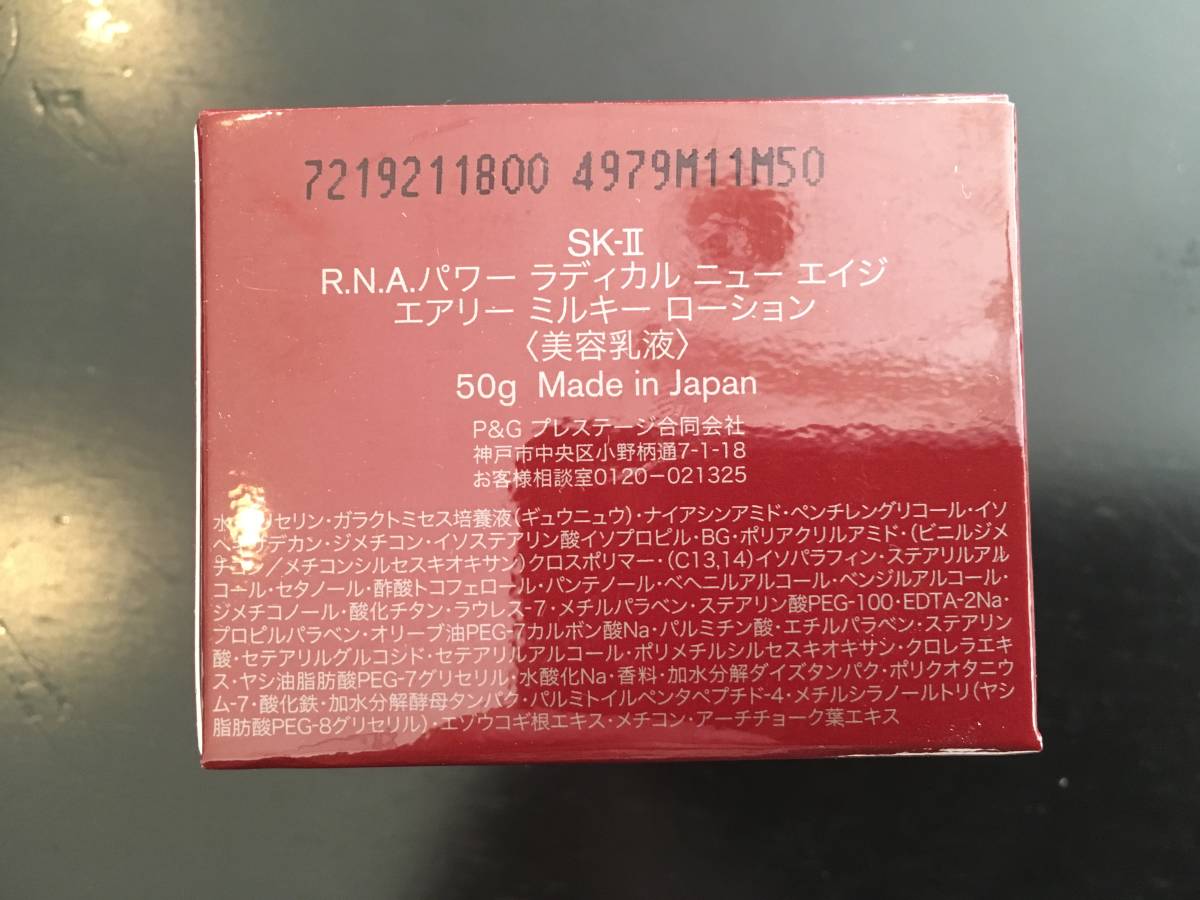 7219211800 4979M11M50
SK-Ⅱ
R.N.A.パワー ラディカル ニュー エイジ
エアリー ミルキー ローション
〈美容乳液〉
50g Made in Japan
P&G プレステージ合同会社
神戸市中央区小野柄通7-1-18
お客様相談室0120-021325
水 リセリン・ガラクトミセス培養液(ギュウニュウ)・ナイアシンアミド・ペンチレングリコール・イソ
デカン・ジメチコン・イソステアリン酸イソプロピル・BG・ポリアクリルアミド・(ビニルジメ
/メチコンシルセスキオキサン)クロスポリマー・(C13,14)イソパラフィン・ステアリルアル
コール・セタノール・酢酸トコフェロール・パンテノール・ベヘニルアルコール・ベンジルアルコール・
ジメチコノール・酸化チタン・ラウレス-7・メチルパラベン・ステアリン酸PEG-100・EDTA-2Na・
プロピルパラベン・オリーブ油PEG-7カルボン酸Na・パルミチン酸・エチルパラベン・ステアリン
酸・セテアリルグルコシド・セテアリルアルコール・ポリメチルシルセスキオキサン・クロレラエキ
ス・ヤシ油脂肪酸PEG-7グリセリル・水酸化Na・香料・加水分解ダイズタンパク・ポリクオタニウ
ム-7・酸化鉄・加水分解酵母タンパク・パルミトイルペンタペプチド-4・メチルシラノールトリ(ヤシ
脂肪酸PEG-8グリセリル)・エゾウコギ根エキス・メチコン・アーチチョーク葉エキス